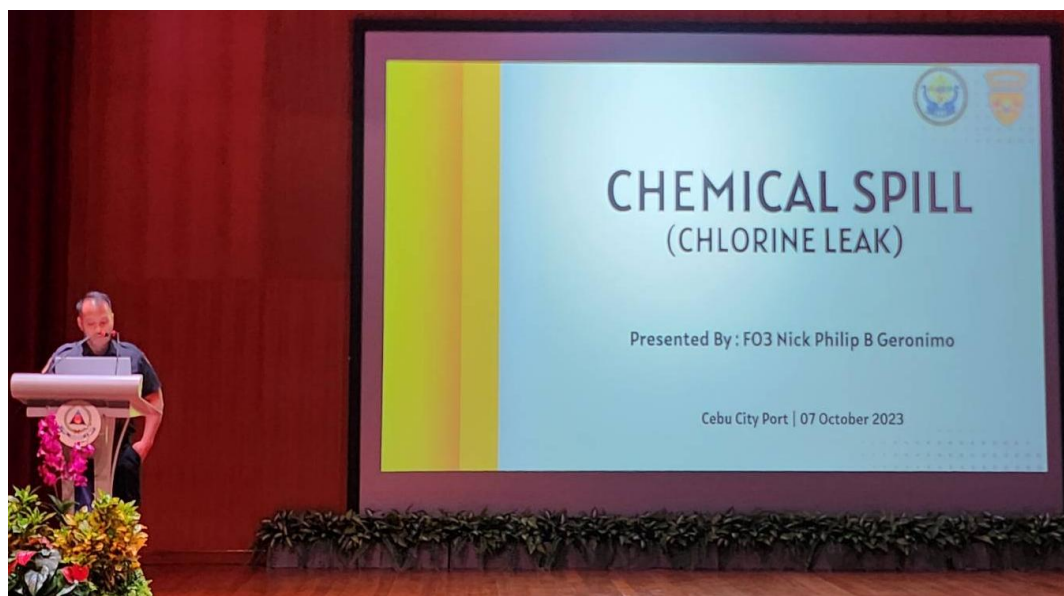 CHEMICAL SPILL
(CHLORINE LEAK)
Presented By : FO3 Nick Philip B Geronimo
Cebu City Port | 07 October 2023